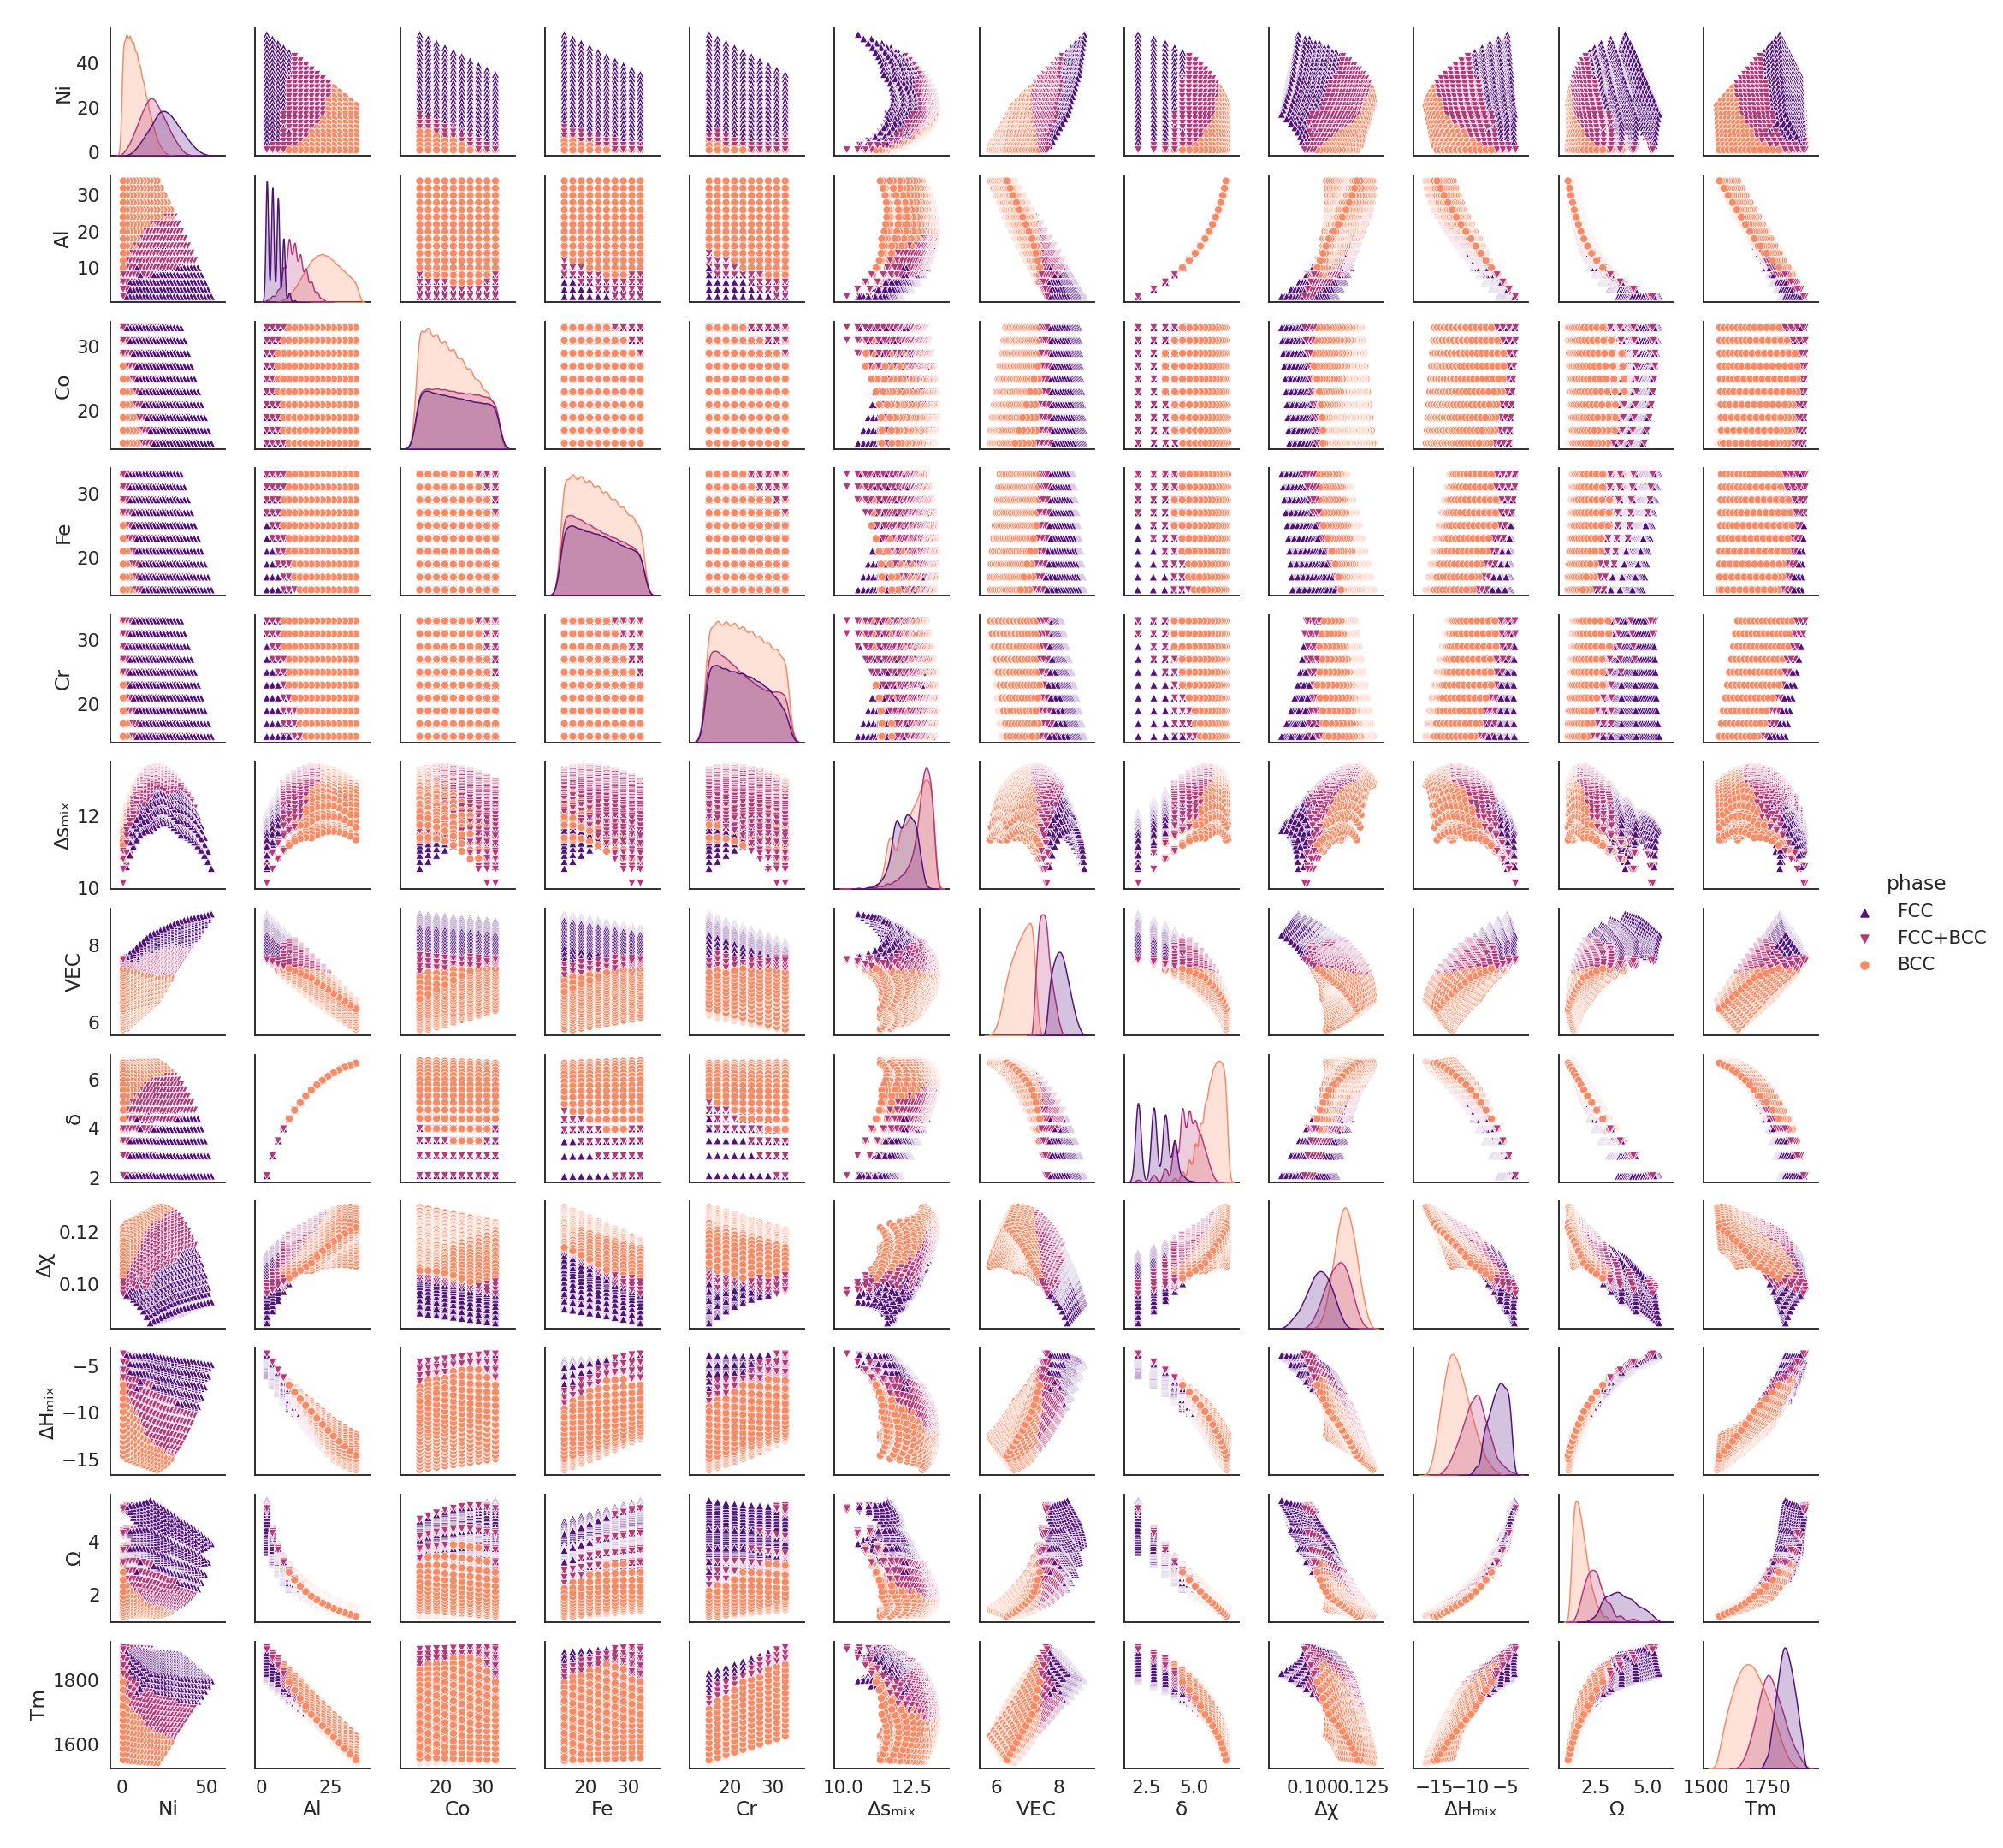 Ni
40
20
0
Al
30
20
10
Co
30
20
Fe
30
20
Cr
30
20
Δsₘᵢₓ
12
10
VEC
8
6
δ
6
4
2
Δχ
0.12
0.10
ΔHₘᵢₓ
−5
−10
−15
Ω
4
2
Tm
1800
1600
0 50 0 25 20 30 20 30 20 30 10.0 12.5 6 8 2.5 5.0 0.100 0.125 −15 −10 −5 2.5 5.0 1500 1750
Ni Al Co Fe Cr Δsₘᵢₓ VEC δ Δχ ΔHₘᵢₓ Ω Tm
phase
FCC
FCC+BCC
BCC